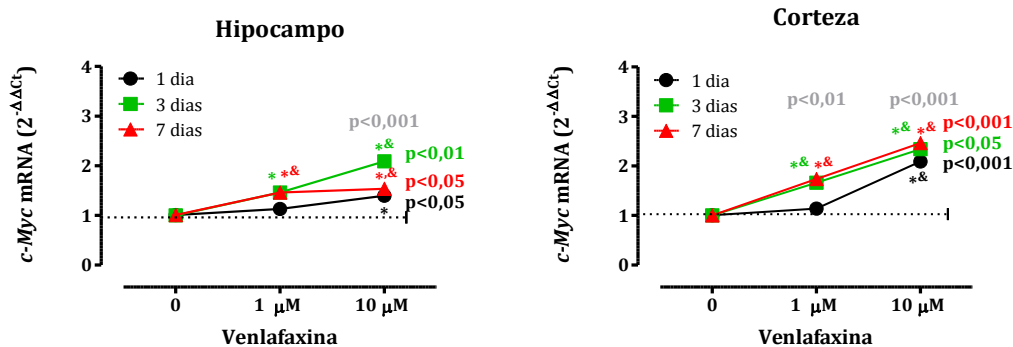 Hipocampo
c-Myc mRNA (2^-ΔΔCt)
4
3
2
1
0
1 dia
3 dias
7 dias
p<0,001
*& p<0,01
* *& *,& p<0,05
* p<0,05
0 1 μM 10 μM
Venlafaxina
Corteza
c-Myc mRNA (2^-ΔΔCt)
4
3
2
1
0
1 dia
3 dias
7 dias
p<0,01 p<0,001
*& *& p<0,001
p<0,05
*& *& p<0,001
*&
0 1 μM 10 μM
Venlafaxina